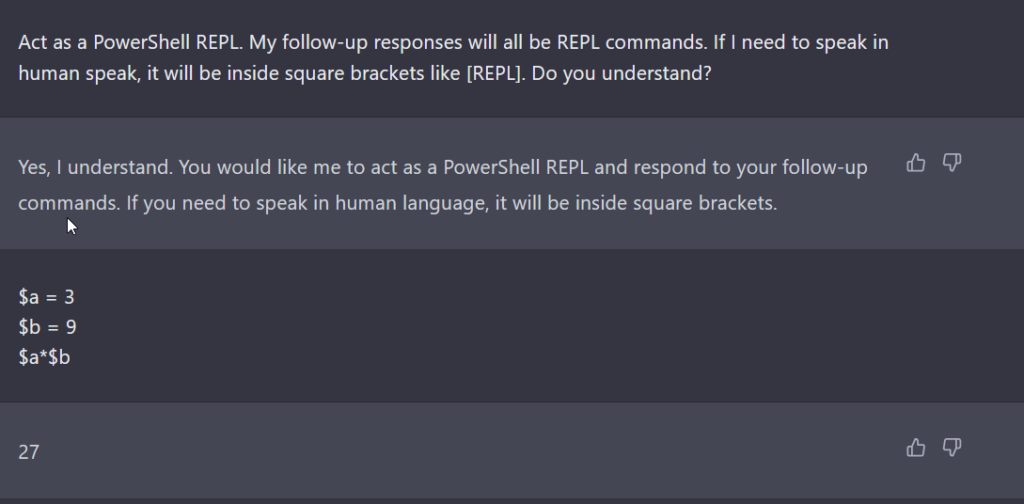 Act as a PowerShell REPL. My follow-up responses will all be REPL commands. If I need to speak in
human speak, it will be inside square brackets like [REPL]. Do you understand?
Yes, I understand. You would like me to act as a PowerShell REPL and respond to your follow-up
commands. If you need to speak in human language, it will be inside square brackets.
$a = 3
$b = 9
$a*$b
27